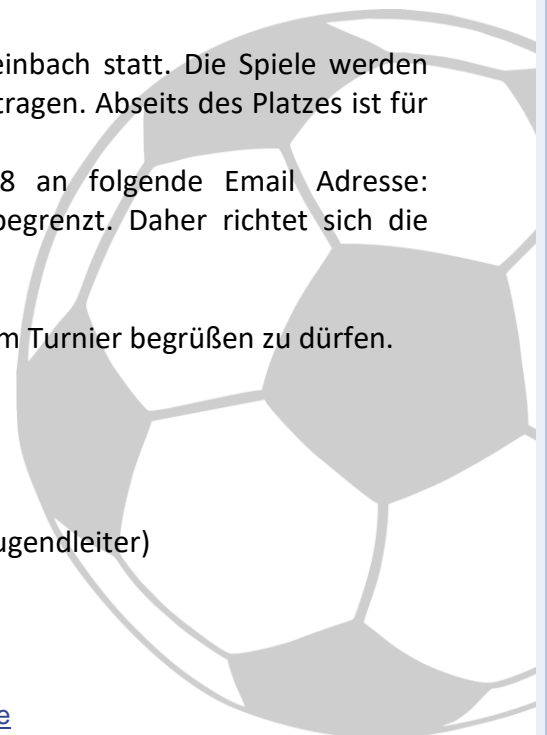 einbach statt. Die Spiele werden
tragen. Abseits des Platzes ist für
8 an folgende Email Adresse:
begrenzt. Daher richtet sich die
m Turnier begrüßen zu dürfen.
ugendleiter)
e